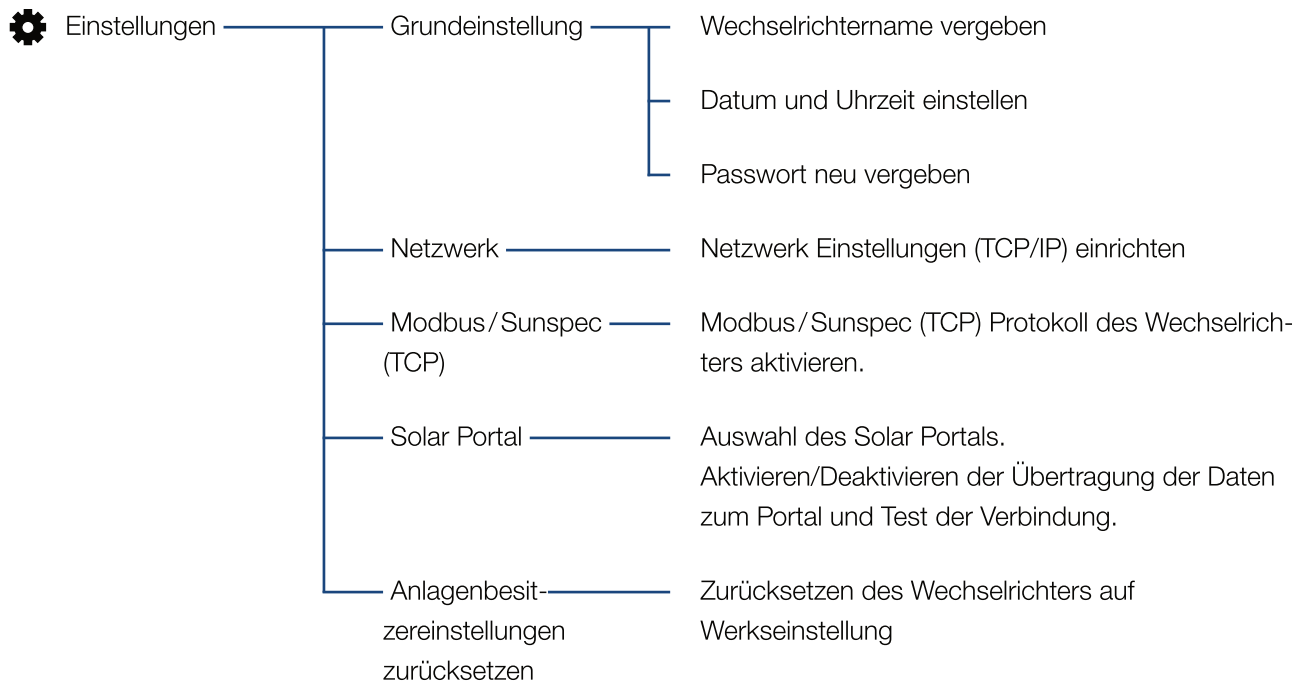 Einstellungen
Grundeinstellung
Wechselrichtername vergeben
Datum und Uhrzeit einstellen
Passwort neu vergeben
Netzwerk
Netzwerk Einstellungen (TCP/IP) einrichten
Modbus/Sunspec
(TCP)
Modbus/Sunspec (TCP) Protokoll des Wechselrich-
ters aktivieren.
Solar Portal
Auswahl des Solar Portals.
Aktivieren/Deaktivieren der Übertragung der Daten
zum Portal und Test der Verbindung.
Anlagenbesit-
zereinstellungen
zurücksetzen
Zurücksetzen des Wechselrichters auf
Werkseinstellung